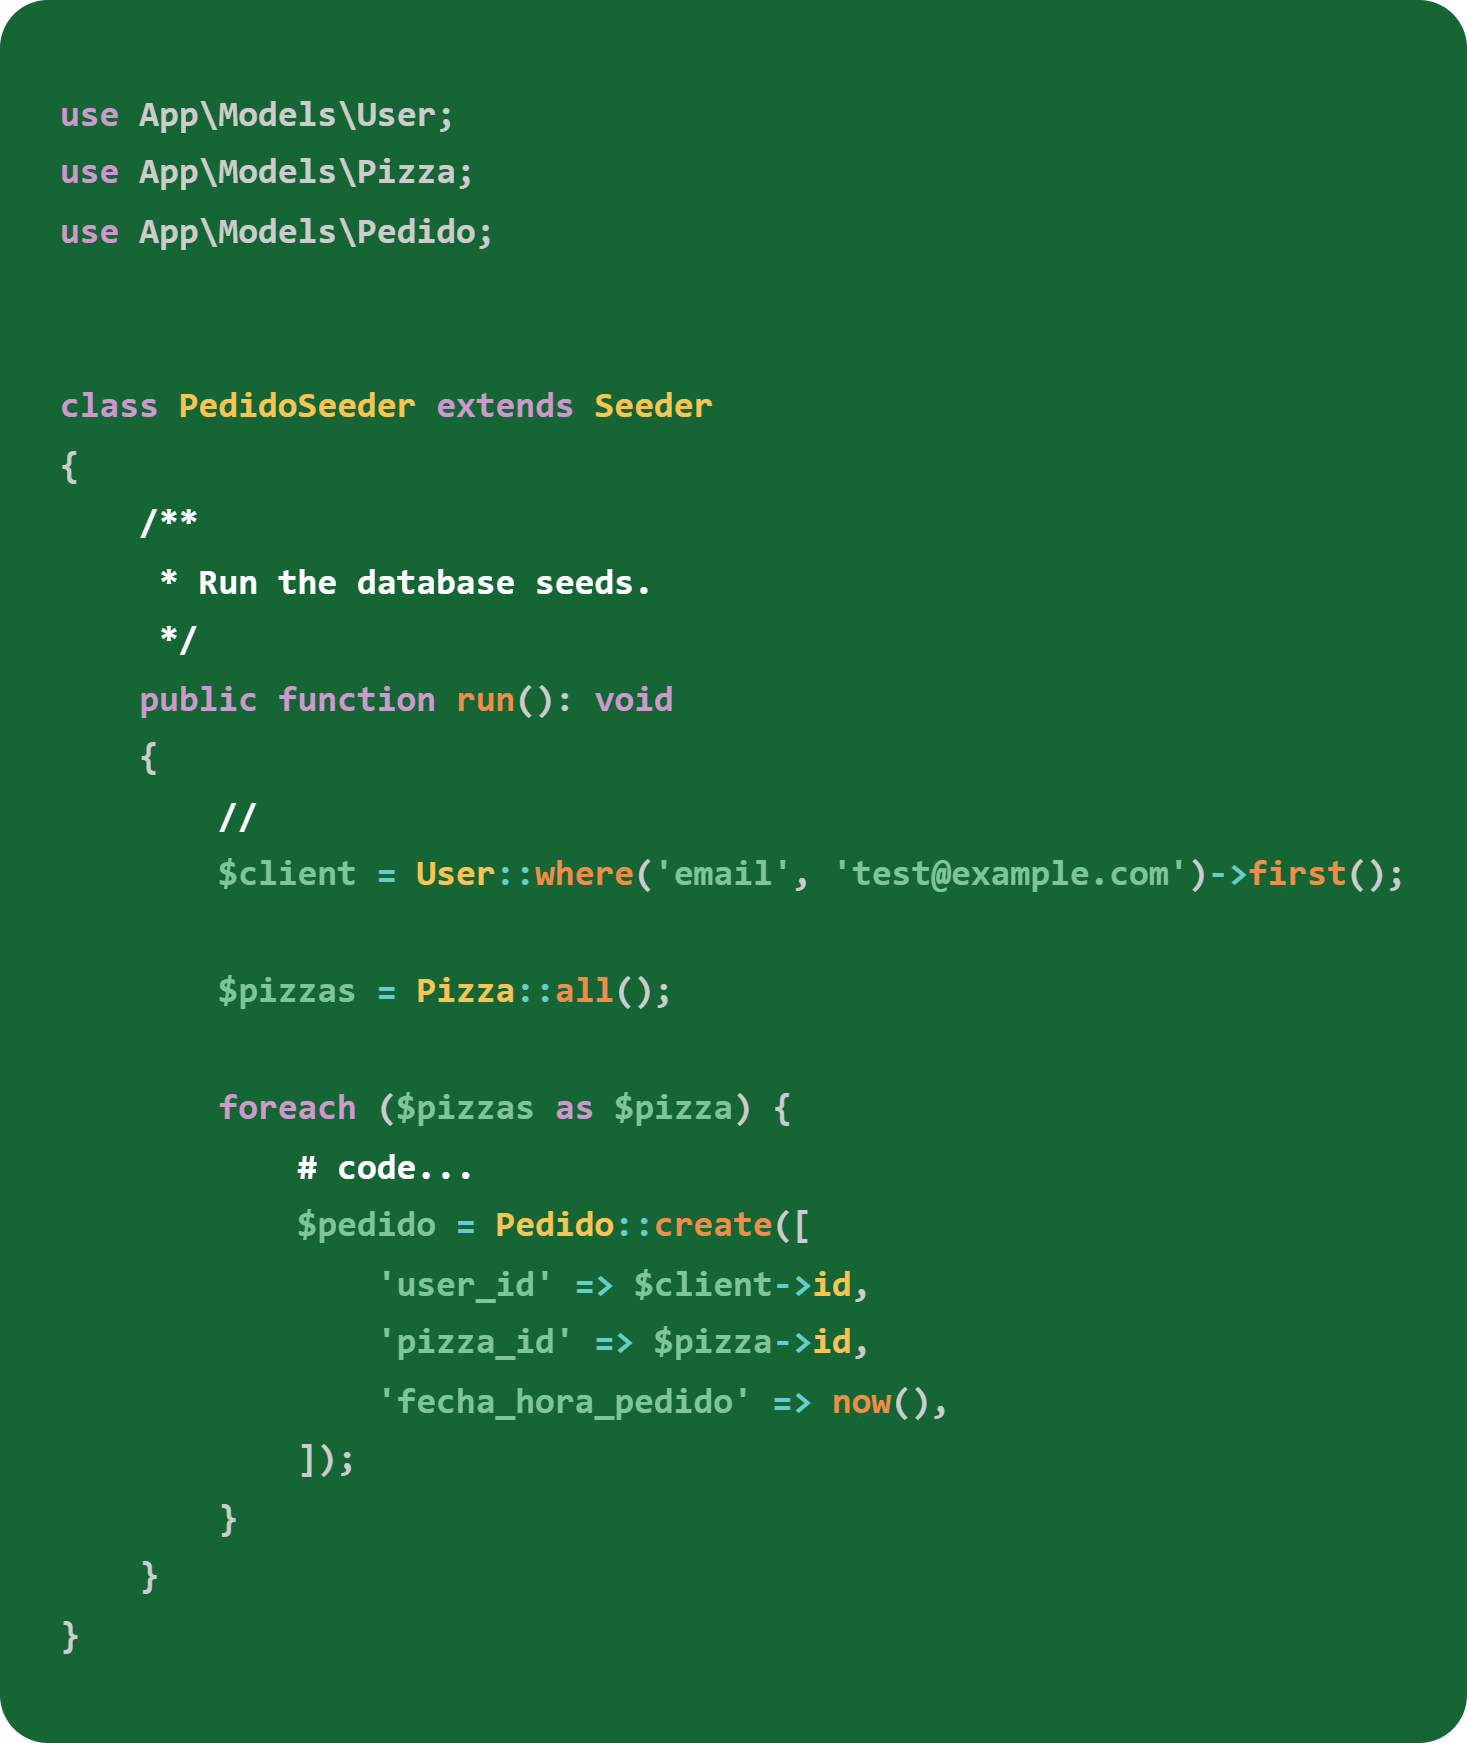 use App\Models\User;
use App\Models\Pizza;
use App\Models\Pedido;
class PedidoSeeder extends Seeder
{
    /**
     * Run the database seeds.
     */
    public function run(): void
    {
        //
        $client = User::where('email', 'test@example.com')->first();
        $pizzas = Pizza::all();
        foreach ($pizzas as $pizza) {
            # code...
            $pedido = Pedido::create([
                'user_id' => $client->id,
                'pizza_id' => $pizza->id,
                'fecha_hora_pedido' => now(),
            ]);
        }
    }
}